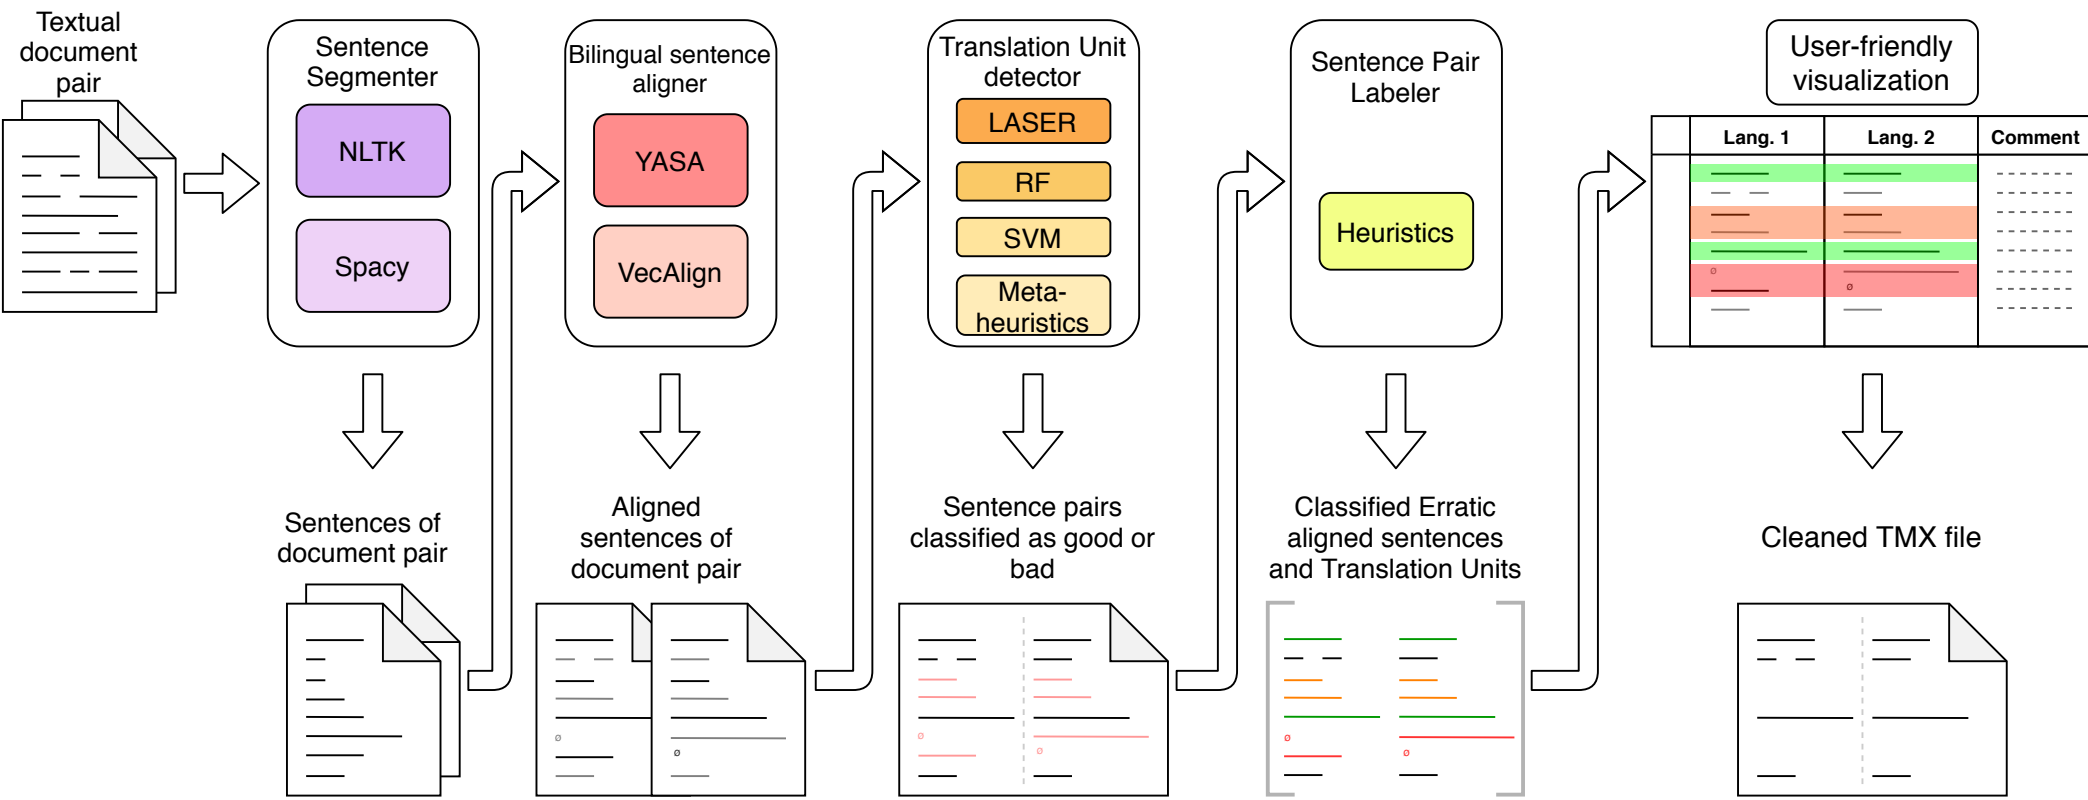 Textual
document
pair
Sentence
Segmenter
NLTK
Spacy
Bilingual sentence
aligner
YASA
VecAlign
Translation Unit
detector
LASER
RF
SVM
Meta-
heuristics
Sentence Pair
Labeler
Heuristics
User-friendly
visualization
Lang. 1 Lang. 2 Comment
ø
ø
Sentences of
document pair
Aligned
sentences of
document pair
ø
ø
Sentence pairs
classified as good or
bad
ø
ø
Classified Erratic
aligned sentences
and Translation Units
ø
ø
Cleaned TMX file